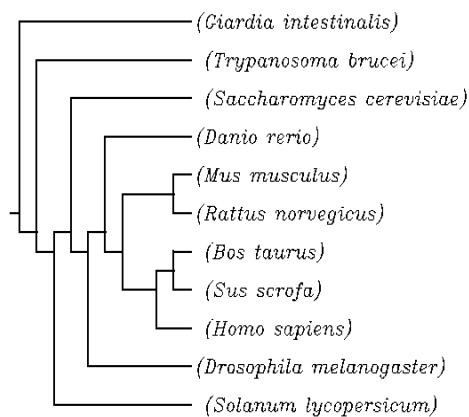 (Giardia intestinalis)
(Trypanosoma brucei)
(Saccharomyces cerevisiae)
(Danio rerio)
(Mus musculus)
(Rattus norvegicus)
(Bos taurus)
(Sus scrofa)
(Homo sapiens)
(Drosophila melanogaster)
(Solanum lycopersicum)